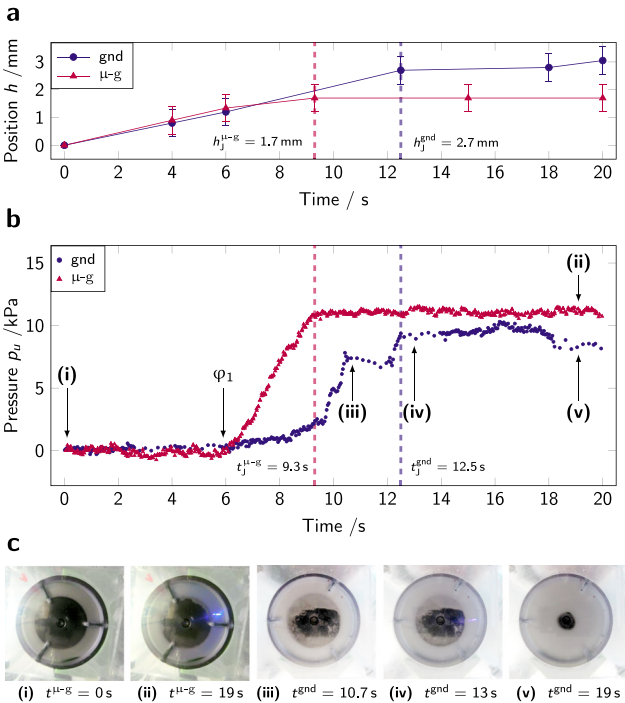 a
Position h /mm
3
2
1
0
gnd
μ-g
h_J^μ-g = 1.7 mm
h_J^gnd = 2.7 mm
0 2 4 6 8 10 12 14 16 18 20
Time / s
b
Pressure p_u /kPa
15
10
5
0
gnd
μ-g
(i)
φ₁
(ii)
(iii)
(iv)
(v)
t_J^μ-g = 9.3 s
t_J^gnd = 12.5 s
0 2 4 6 8 10 12 14 16 18 20
Time /s
c
(i) t^μ-g = 0 s
(ii) t^μ-g = 19 s
(iii) t^gnd = 10.7 s
(iv) t^gnd = 13 s
(v) t^gnd = 19 s